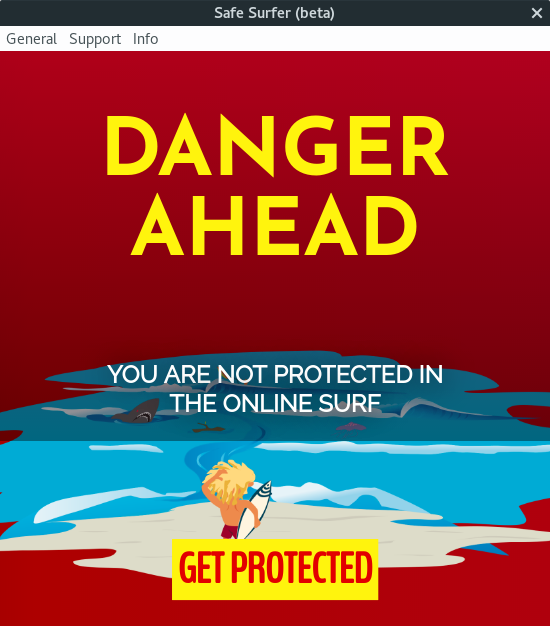 Safe Surfer (beta)
General Support Info
DANGER
AHEAD
YOU ARE NOT PROTECTED IN
THE ONLINE SURF
GET PROTECTED